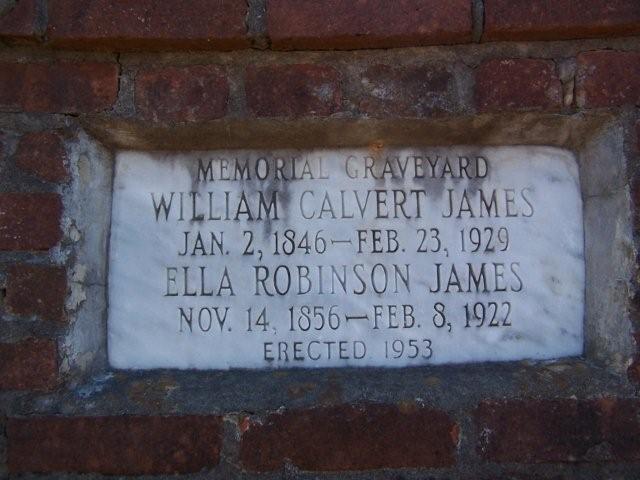 MEMORIAL GRAVEYARD
WILLIAM CALVERT JAMES
JAN. 2, 1846–FEB. 23, 1929
ELLA ROBINSON JAMES
NOV. 14, 1856–FEB. 8, 1922
ERECTED 1953